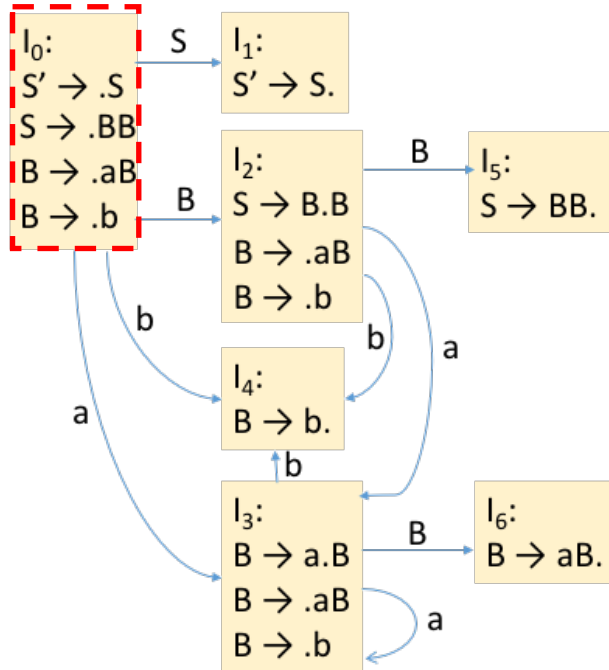 I₀:
S' → .S
S → .BB
B → .aB
B → .b
S
I₁:
S' → S.
B
I₂:
S → B.B
B → .aB
B → .b
B
I₅:
S → BB.
b
b
a
a
I₄:
B → b.
b
I₃:
B → a.B
B → .aB
B → .b
B
I₆:
B → aB.
a